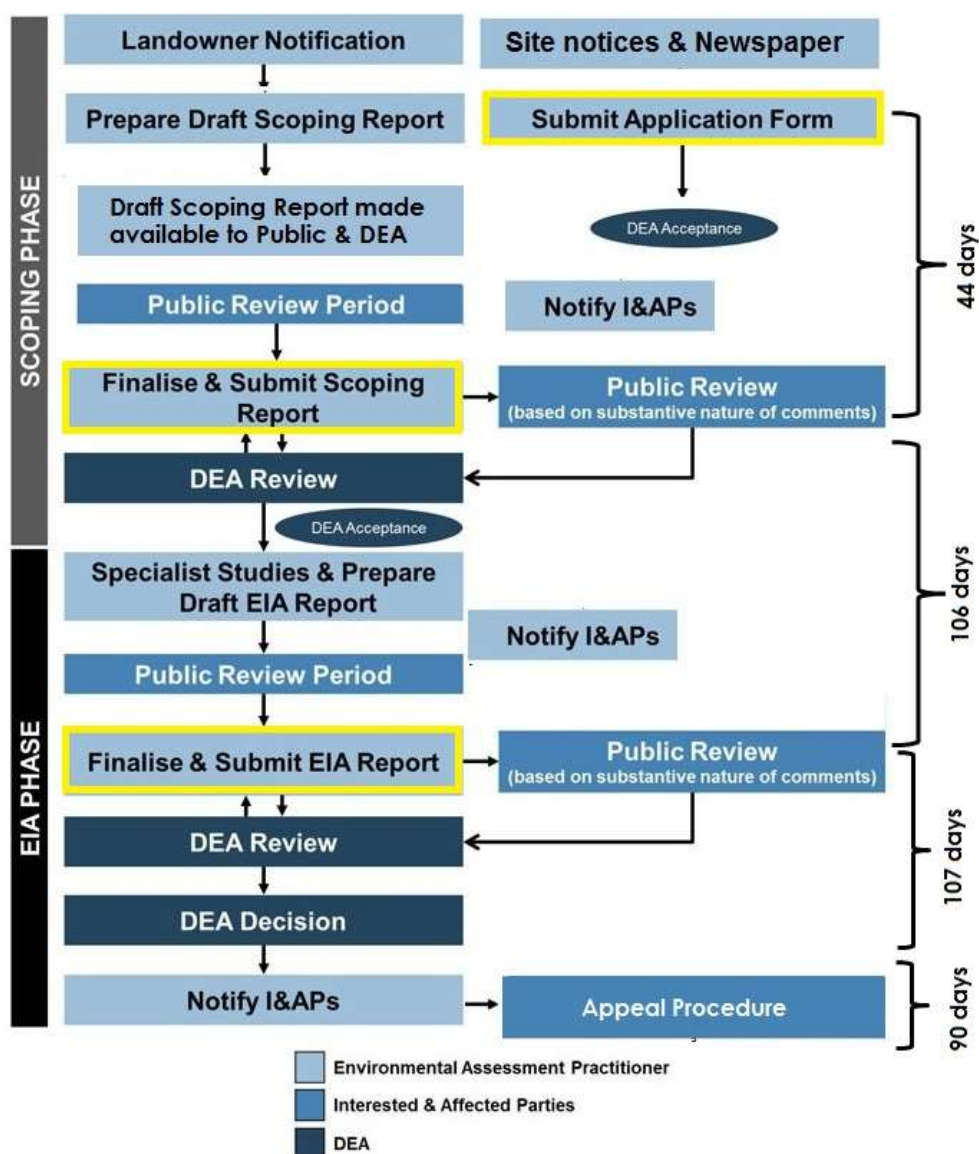 Landowner Notification
Site notices & Newspaper
Prepare Draft Scoping Report
Submit Application Form
Draft Scoping Report made
available to Public & DEA
DEA Acceptance
Public Review Period
Notify I&APs
Finalise & Submit Scoping
Report
Public Review
(based on substantive nature of comments)
DEA Review
DEA Acceptance
SCOPING PHASE
44 days
Specialist Studies & Prepare
Draft EIA Report
Notify I&APs
Public Review Period
106 days
Finalise & Submit EIA Report
Public Review
(based on substantive nature of comments)
DEA Review
DEA Decision
107 days
Notify I&APs
Appeal Procedure
EIA PHASE
90 days
Environmental Assessment Practitioner
Interested & Affected Parties
DEA